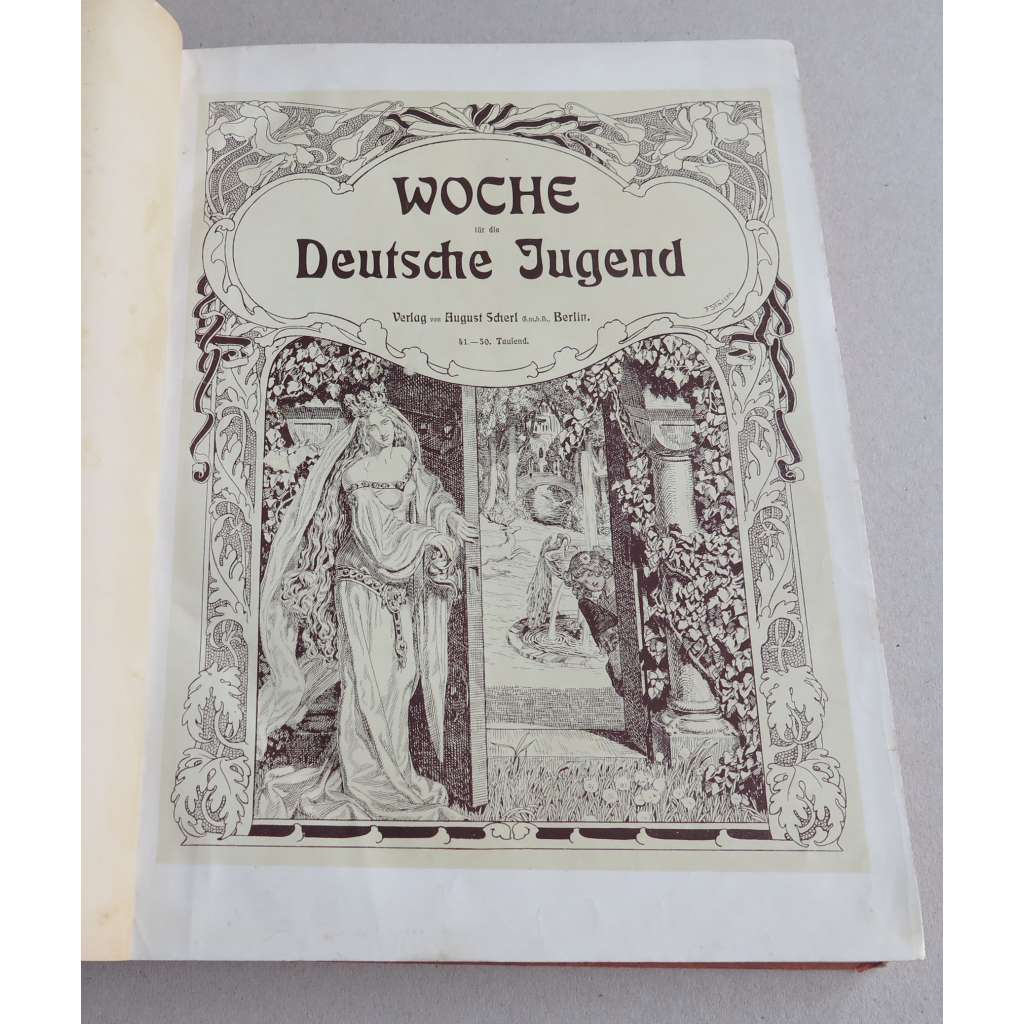 WOCHE
für die
Deutsche Jugend
Verlag von August Scherl G.m.b.H., Berlin.
41.–50. Tausend.